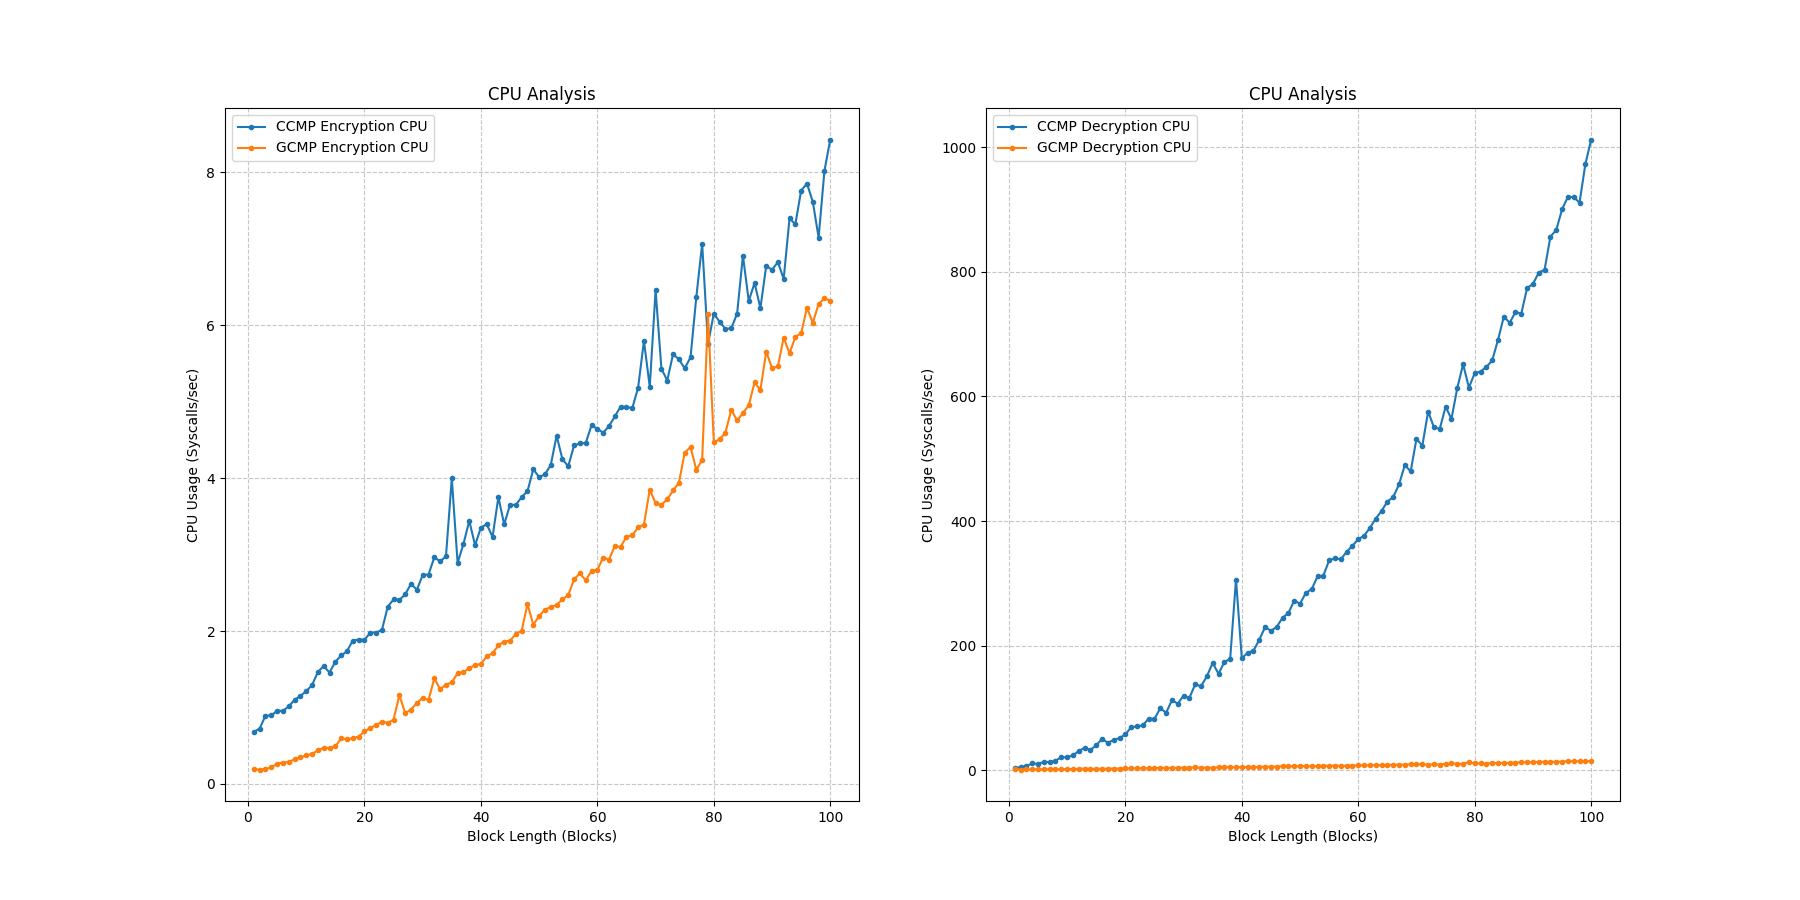 CPU Analysis
CCMP Encryption CPU
GCMP Encryption CPU
8
6
4
2
0
CPU Usage (Syscalls/sec)
0 20 40 60 80 100
Block Length (Blocks)
CPU Analysis
CCMP Decryption CPU
GCMP Decryption CPU
1000
800
600
400
200
0
CPU Usage (Syscalls/sec)
0 20 40 60 80 100
Block Length (Blocks)